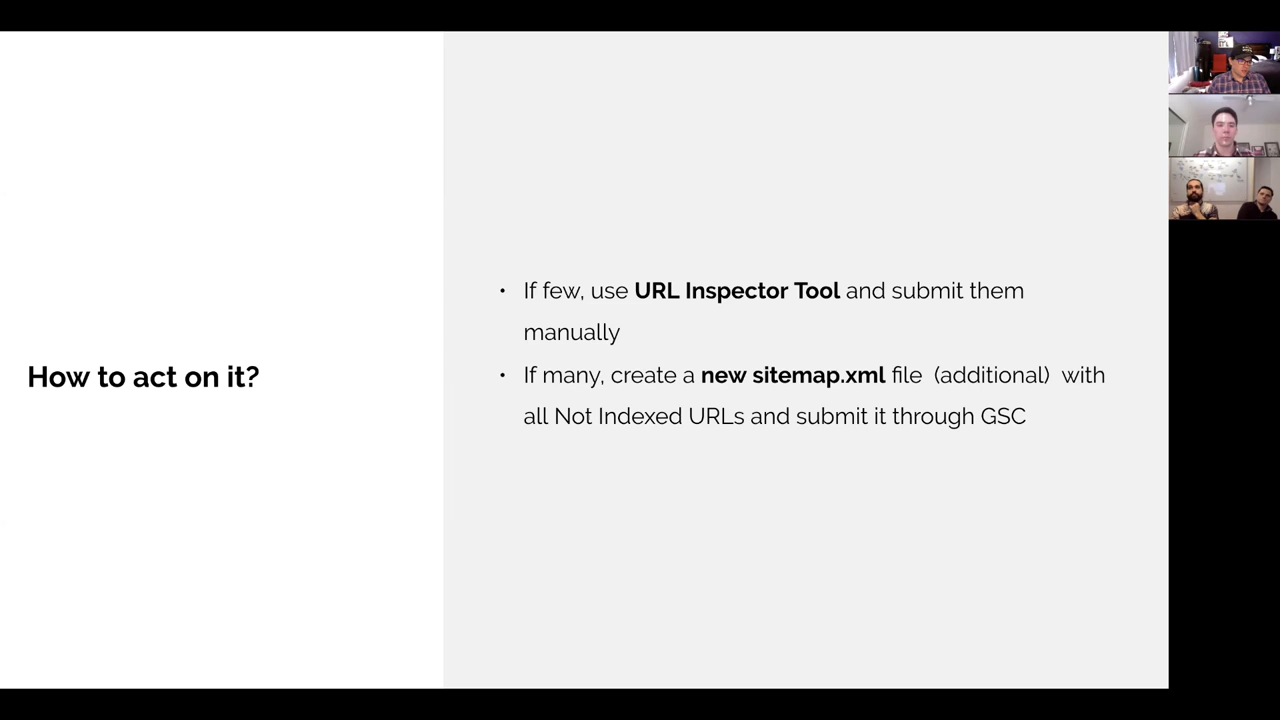 How to act on it?
• If few, use URL Inspector Tool and submit them
manually
• If many, create a new sitemap.xml file (additional) with
all Not Indexed URLs and submit it through GSC